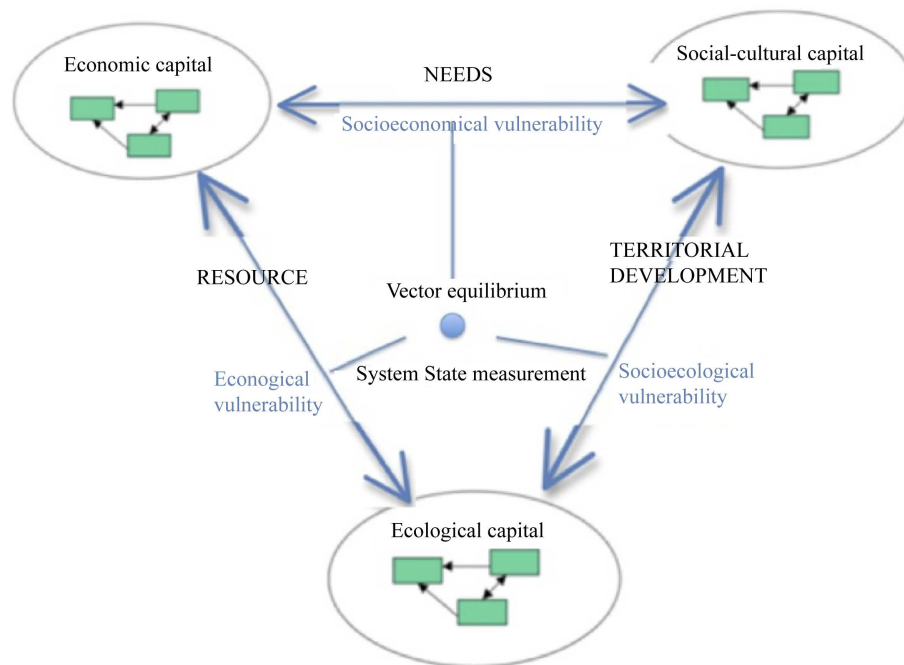 Economic capital
Social-cultural capital
NEEDS
Socioeconomical vulnerability
RESOURCE
TERRITORIAL
DEVELOPMENT
Vector equilibrium
System State measurement
Econogical
vulnerability
Socioecological
vulnerability
Ecological capital